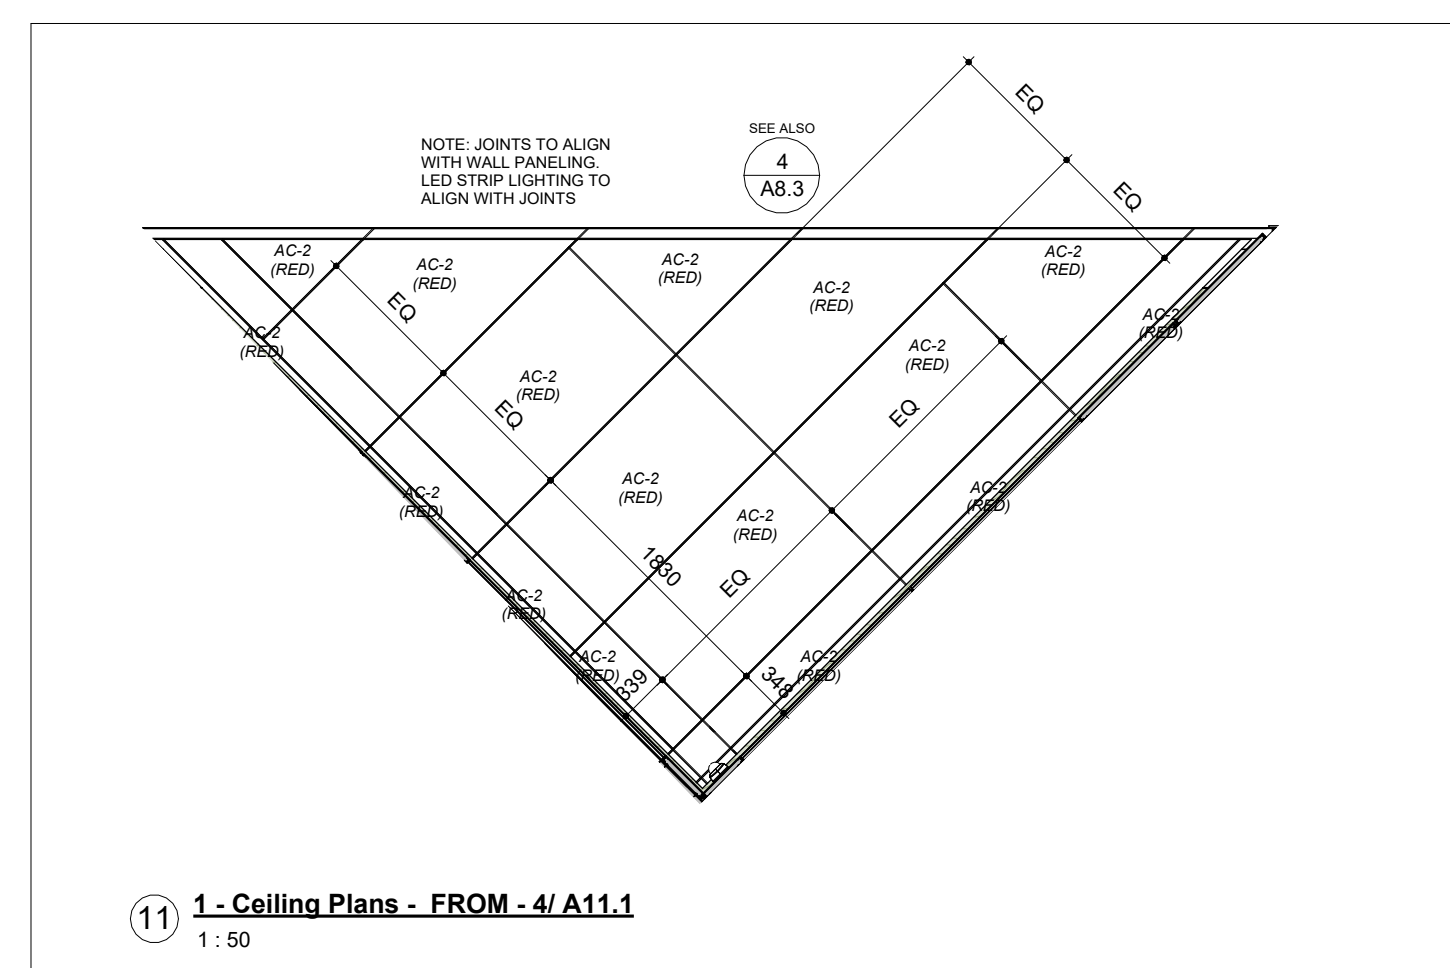 EQ
SEE ALSO
4
A8.3
NOTE: JOINTS TO ALIGN
WITH WALL PANELING.
LED STRIP LIGHTING TO
ALIGN WITH JOINTS
EQ
AC-2
(RED)
AC-2
(RED)
AC-2
(RED)
AC-2
(RED)
AC-2
(RED)
EQ
AC-2
(RED)
AC-2
(RED)
AC-2
(RED)
AC-2
(RED)
EQ
EQ
AC-2
(RED)
AC-2
(RED)
AC-2
(RED)
AC-2
(RED)
1830
EQ
AC-2
(RED)
AC-2
(RED)
339
348
AC-2
(RED)
11
1 - Ceiling Plans - FROM - 4/ A11.1
1 : 50